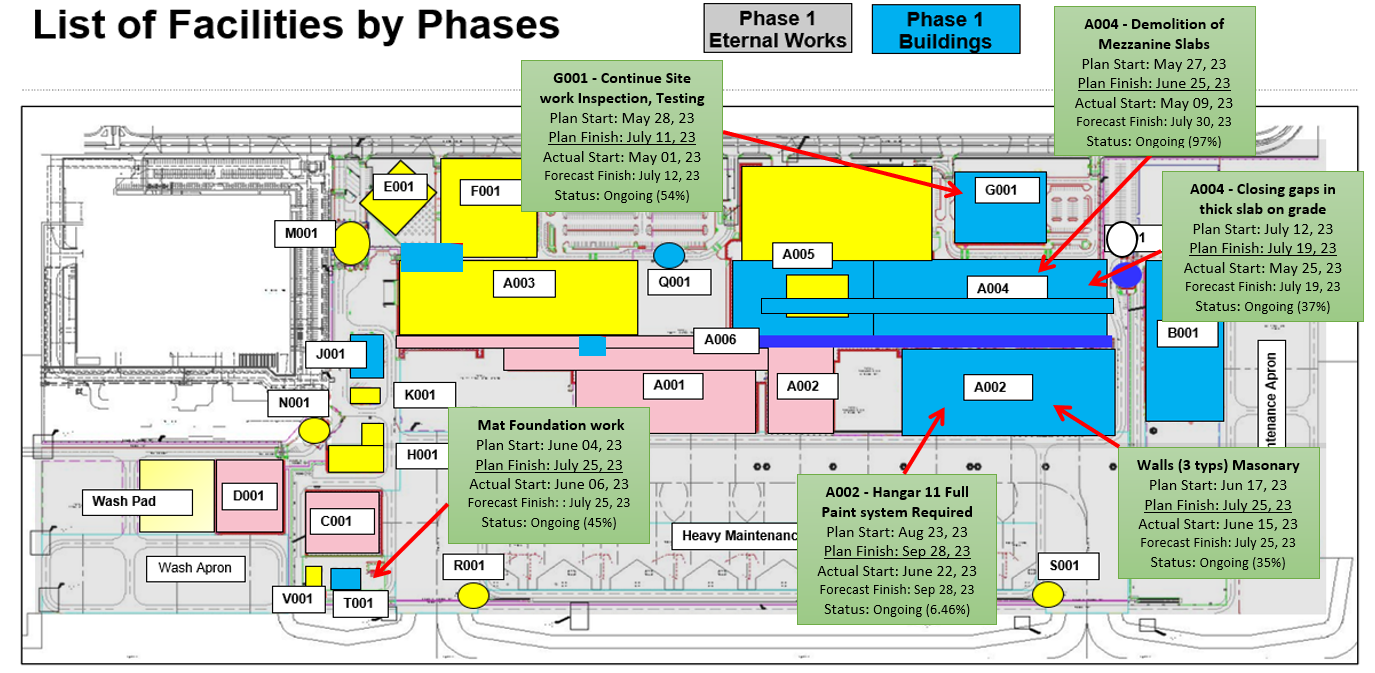 List of Facilities by Phases
Phase 1
Eternal Works
Phase 1
Buildings
A004 - Demolition of
Mezzanine Slabs
Plan Start: May 27, 23
Plan Finish: June 25, 23
Actual Start: May 09, 23
Forecast Finish: July 30, 23
Status: Ongoing (97%)
G001 - Continue Site
work Inspection, Testing
Plan Start: May 28, 23
Plan Finish: July 11, 23
Actual Start: May 01, 23
Forecast Finish: July 12, 23
Status: Ongoing (54%)
A004 - Closing gaps in
thick slab on grade
Plan Start: July 12, 23
Plan Finish: July 19, 23
Actual Start: May 25, 23
Forecast Finish: July 19, 23
Status: Ongoing (37%)
E001
F001
G001
M001
1
A005
A003
Q001
A004
B001
A006
J001
A001
A002
A002
K001
N001
ntenance Apron
H001
Mat Foundation work
Plan Start: June 04, 23
Plan Finish: July 25, 23
Actual Start: June 06, 23
Forecast Finish: : July 25, 23
Status: Ongoing (45%)
Walls (3 typs) Masonary
Plan Start: Jun 17, 23
Plan Finish: July 25, 23
Actual Start: June 15, 23
Forecast Finish: July 25, 23
Status: Ongoing (35%)
A002 - Hangar 11 Full
Paint system Required
Plan Start: Aug 23, 23
Plan Finish: Sep 28, 23
Actual Start: June 22, 23
Forecast Finish: Sep 28, 23
Status: Ongoing (6.46%)
Wash Pad
D001
C001
Heavy Maintenanc
Wash Apron
R001
S001
V001
T001